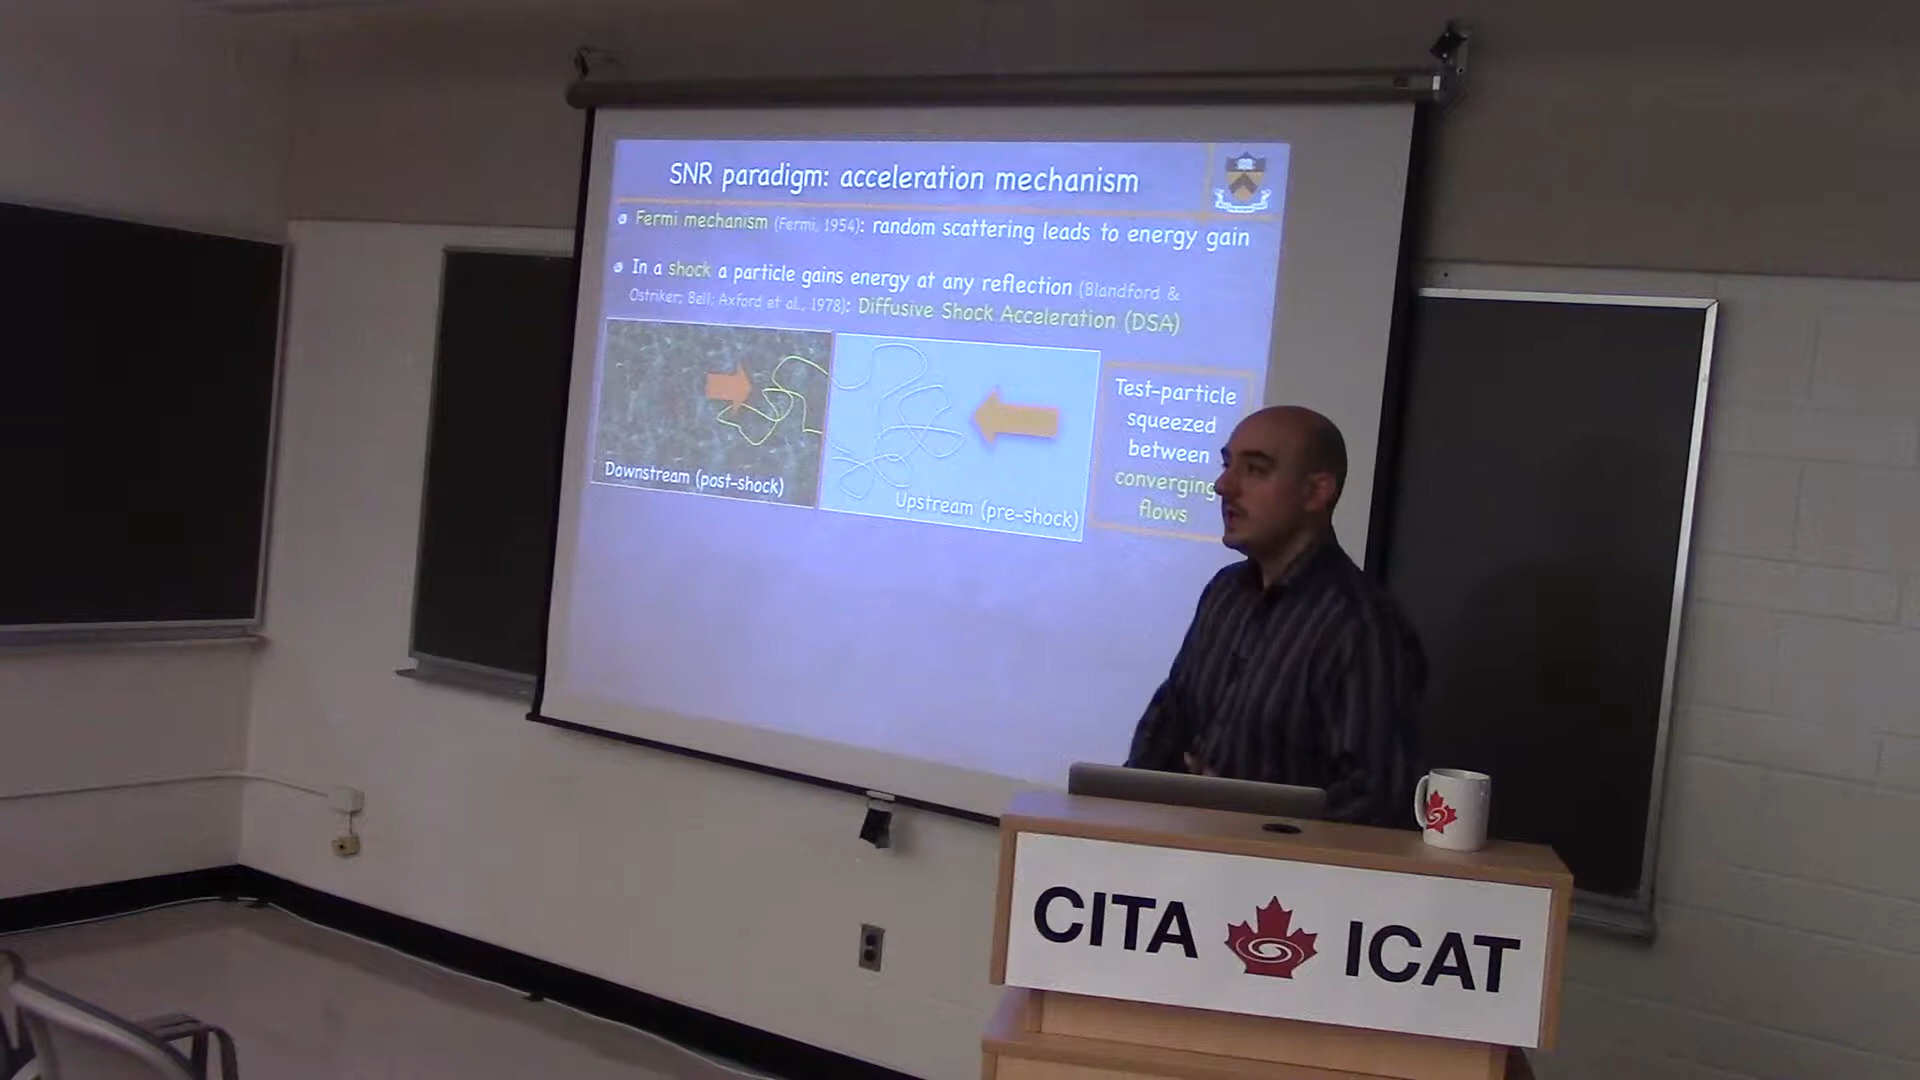 SNR paradigm: acceleration mechanism
Fermi mechanism (Fermi, 1954): random scattering leads to energy gain
In a shock a particle gains energy at any reflection (Blandford &
Ostriker; Bell; Axford et al., 1978): Diffusive Shock Acceleration (DSA)
Downstream (post-shock)
Upstream (pre-shock)
Test-particle
squeezed
between
converging
flows
CITA ICAT